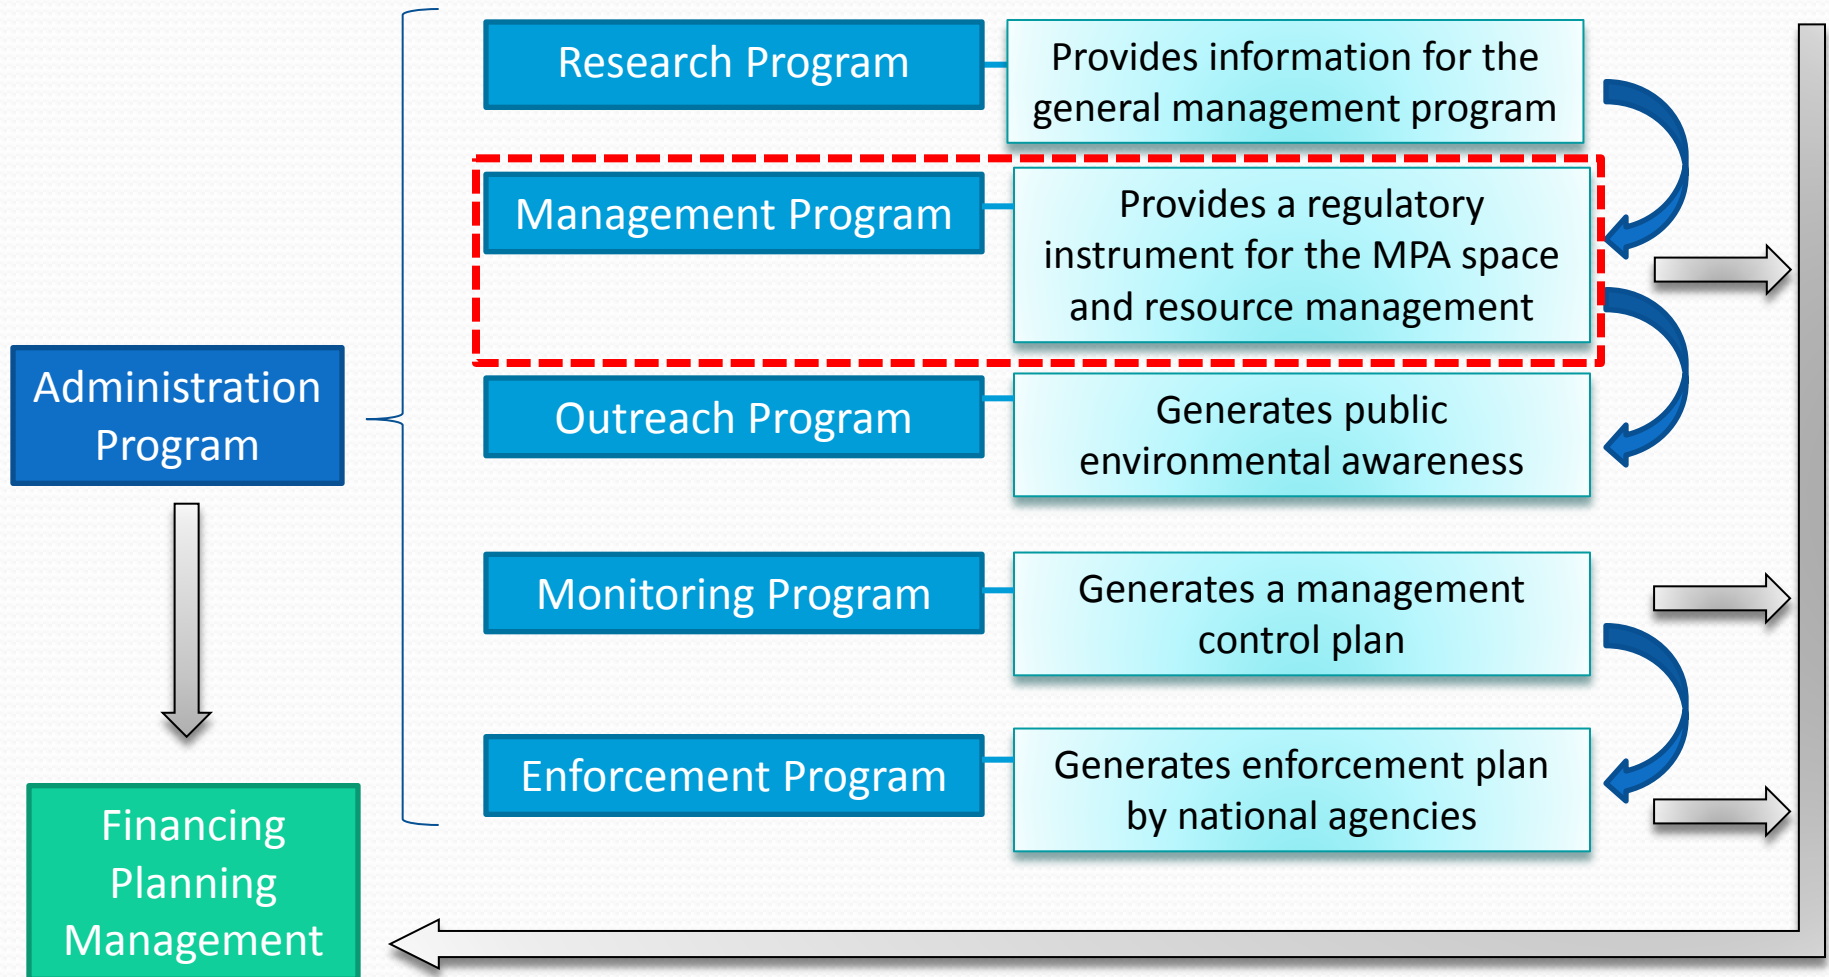 Research Program
Provides information for the
general management program
Management Program
Provides a regulatory
instrument for the MPA space
and resource management
Administration
Program
Outreach Program
Generates public
environmental awareness
Monitoring Program
Generates a management
control plan
Enforcement Program
Generates enforcement plan
by national agencies
Financing
Planning
Management